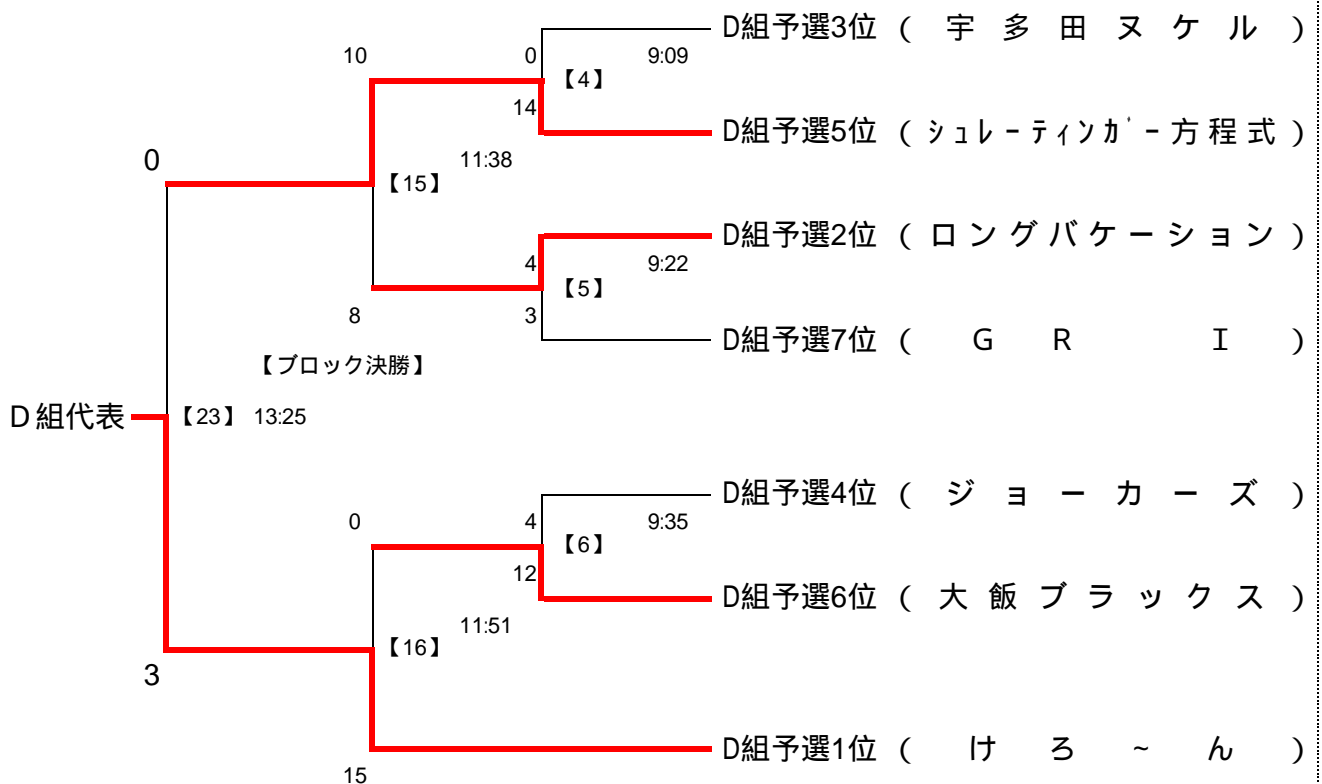 D組予選3位 ( 宇 多 田 ヌ ケ ル )
10
0
9:09
【4】
14
D組予選5位 ( ｼｭﾚｰﾃｨﾝｶﾞｰ方程式 )
0
11:38
【15】
D組予選2位 ( ロ ン グ バ ケ ー シ ョ ン )
4
9:22
【5】
8
3
D組予選7位 ( Ｇ Ｒ Ｉ )
【ブロック決勝】
Ｄ組代表
【23】 13:25
D組予選4位 ( ジ ョ ー カ ー ズ )
0
4
9:35
【6】
12
D組予選6位 ( 大 飯 ブ ラ ッ ク ス )
11:51
【16】
3
D組予選1位 ( け ろ ~ ん )
15